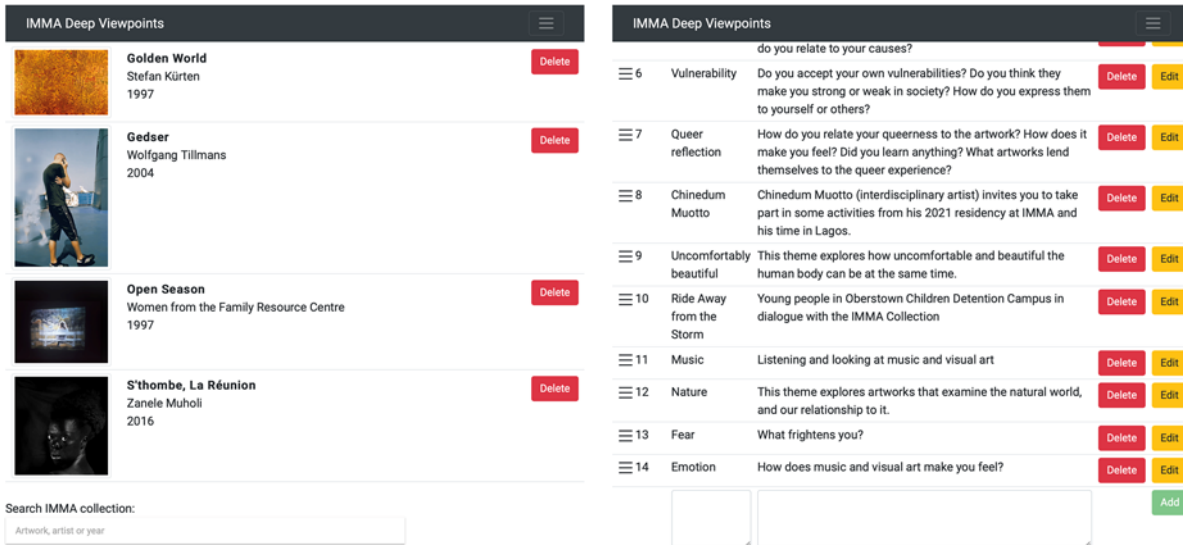 IMMA Deep Viewpoints
Golden World
Stefan Kürten
1997
Delete
Gedser
Wolfgang Tillmans
2004
Delete
Open Season
Women from the Family Resource Centre
1997
Delete
S'thombe, La Réunion
Zanele Muholi
2016
Delete
Search IMMA collection:
Artwork, artist or year
IMMA Deep Viewpoints
do you relate to your causes?
6 Vulnerability Do you accept your own vulnerabilities? Do you think they Delete Edit
make you strong or weak in society? How do you express them
to yourself or others?
7 Queer How do you relate your queerness to the artwork? How does it Delete Edit
reflection make you feel? Did you learn anything? What artworks lend
themselves to the queer experience?
8 Chinedum Chinedum Muotto (interdisciplinary artist) invites you to take Delete Edit
Muotto part in some activities from his 2021 residency at IMMA and
his time in Lagos.
9 Uncomfortably This theme explores how uncomfortable and beautiful the Delete Edit
beautiful human body can be at the same time.
10 Ride Away Young people in Oberstown Children Detention Campus in Delete Edit
from the dialogue with the IMMA Collection
Storm
11 Music Listening and looking at music and visual art Delete Edit
12 Nature This theme explores artworks that examine the natural world, Delete Edit
and our relationship to it.
13 Fear What frightens you? Delete Edit
14 Emotion How does music and visual art make you feel? Delete Edit
Add